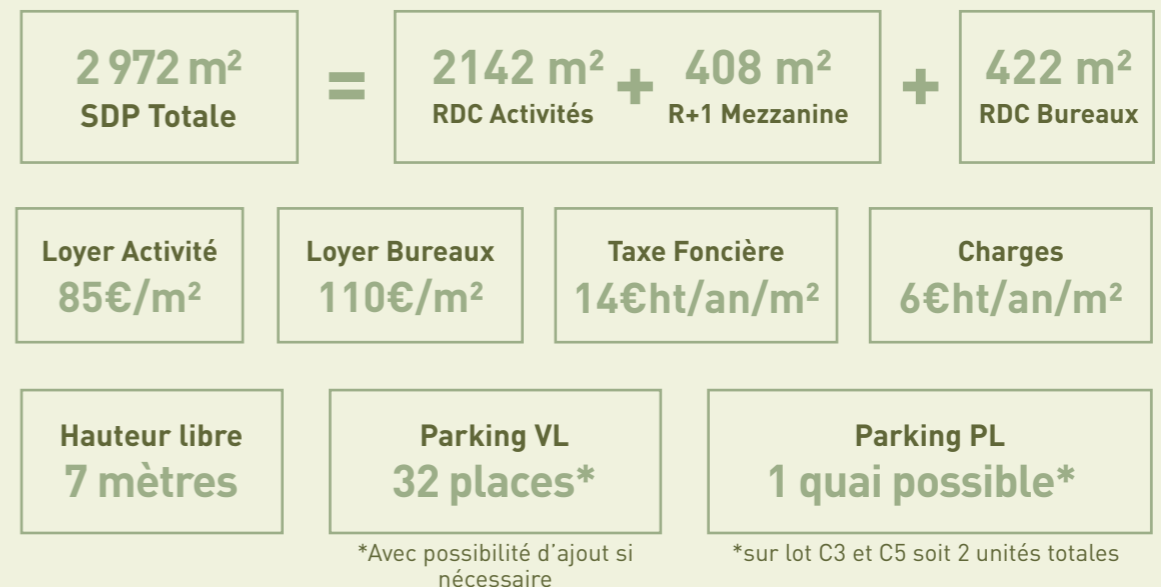 2 972 m²
SDP Totale
=
2142 m²
RDC Activités
+
408 m²
R+1 Mezzanine
+
422 m²
RDC Bureaux
Loyer Activité
85€/m²
Loyer Bureaux
110€/m²
Taxe Foncière
14€ht/an/m²
Charges
6€ht/an/m²
Hauteur libre
7 mètres
Parking VL
32 places*
*Avec possibilité d'ajout si
nécessaire
Parking PL
1 quai possible*
*sur lot C3 et C5 soit 2 unités totales